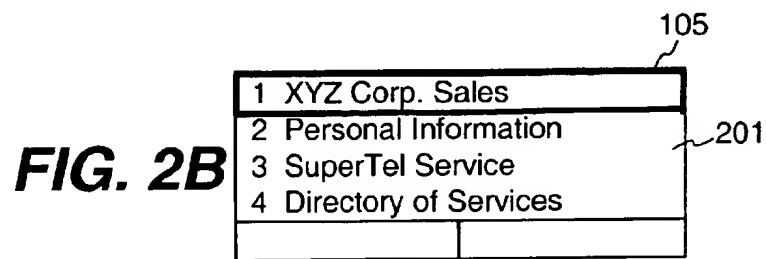 105
1 XYZ Corp. Sales
2 Personal Information
201
3 SuperTel Service
FIG. 2B
4 Directory of Services